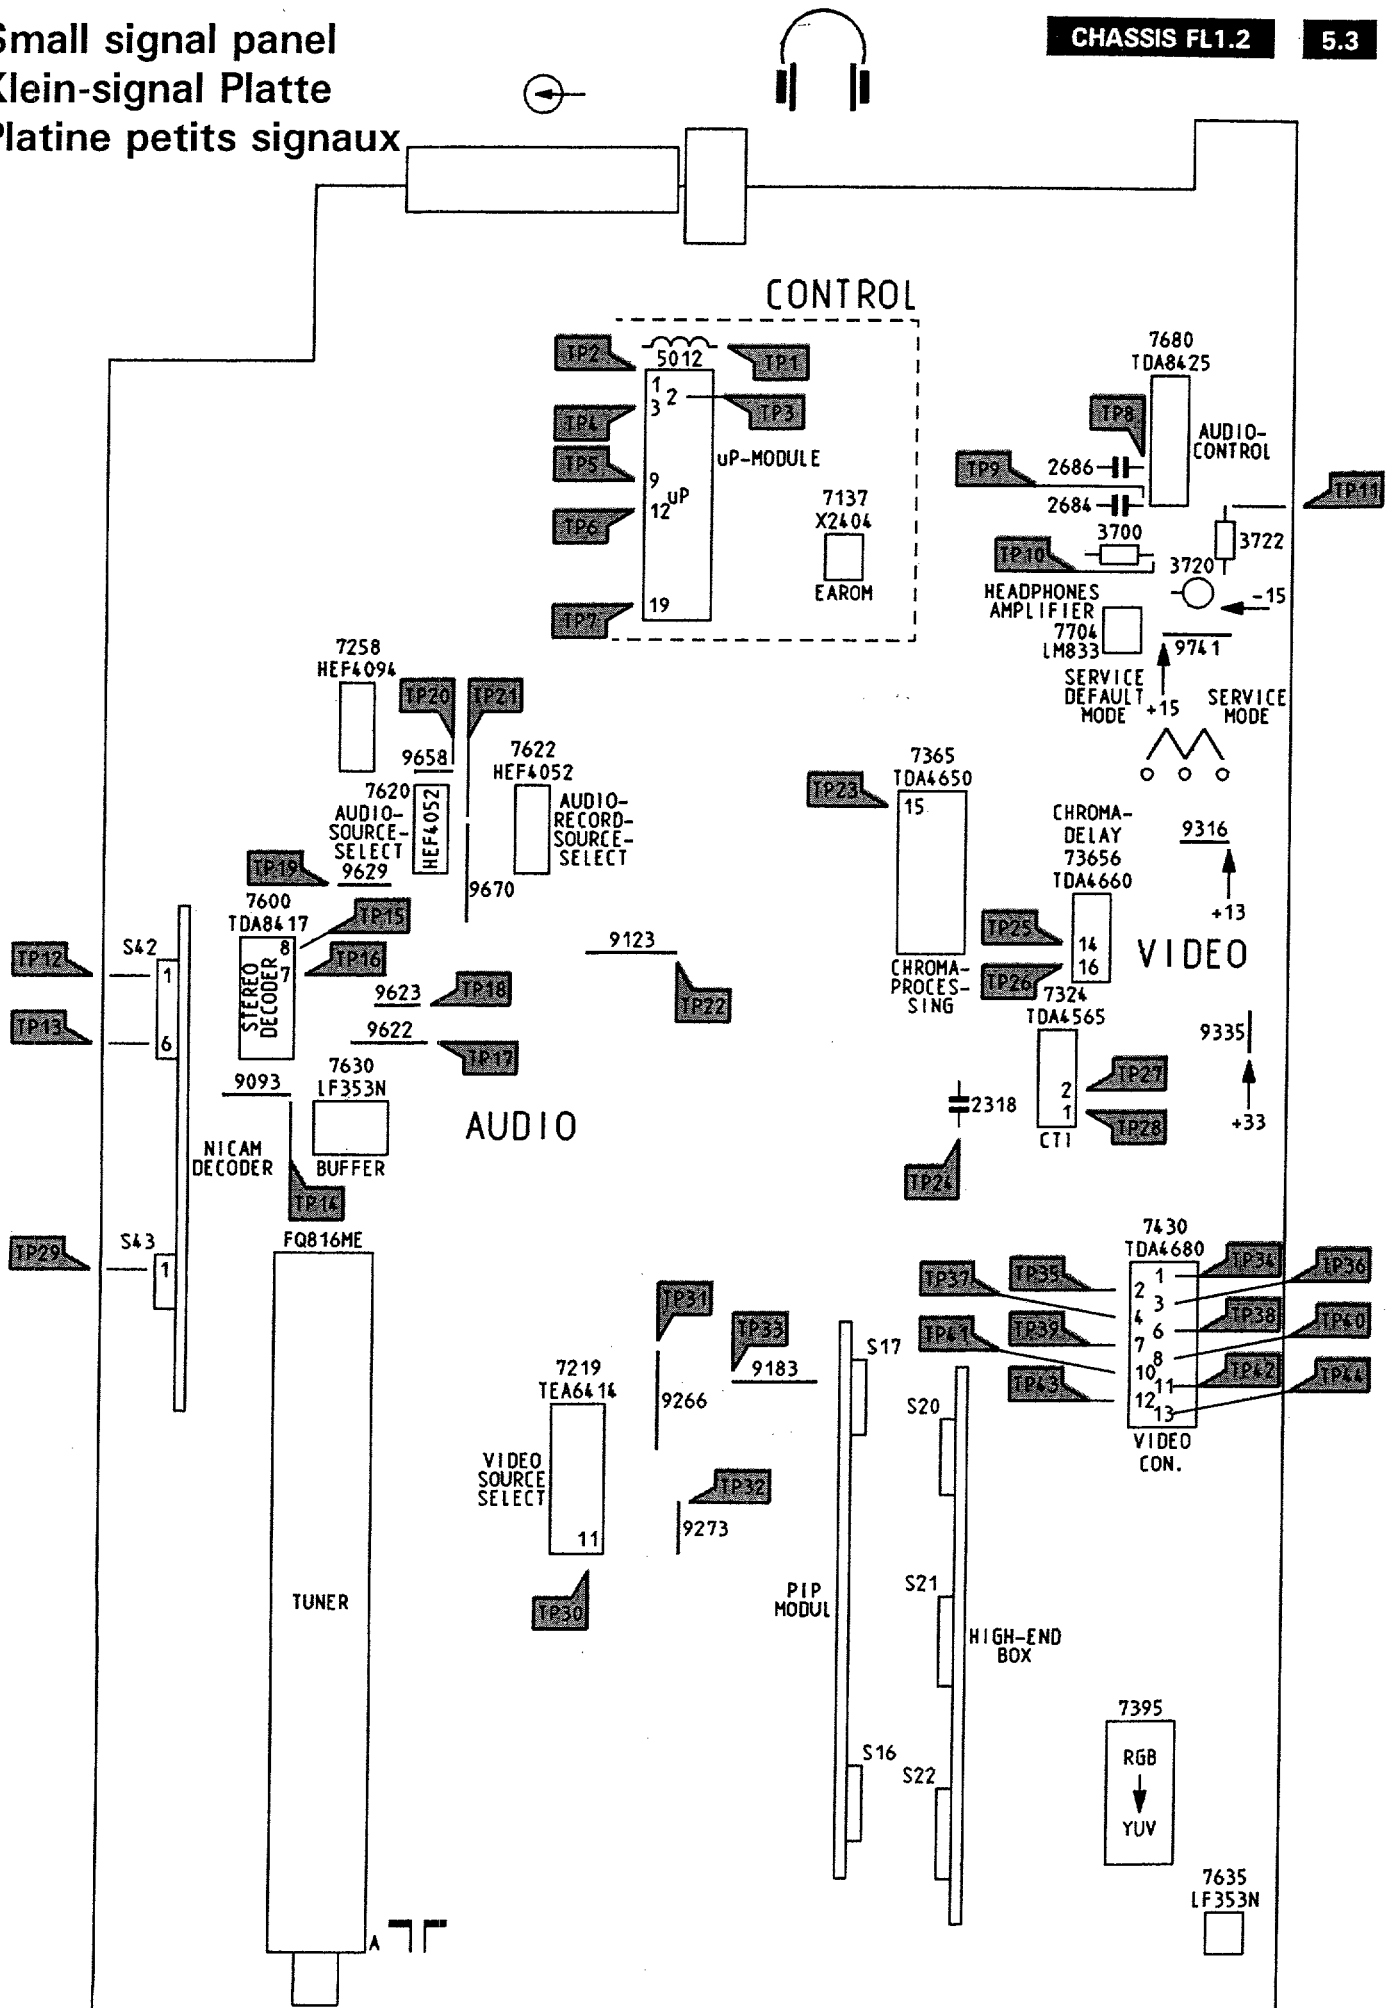 Small signal panel
Klein-signal Platte
Platine petits signaux
CHASSIS FL1.2
5.3
CONTROL
TP2
5012
TP1
1
2
3
TP3
TP4
uP-MODULE
TP5
9
uP
12
TP6
19
TP7
7137
X2404
EAROM
7680
TDA8425
TP8
AUDIO-
CONTROL
TP9
2686
2684
TP11
3700
3722
TP10
3720
-15
HEADPHONES
AMPLIFIER
7704
LM833
9741
SERVICE
DEFAULT
MODE
+15
SERVICE
MODE
7258
HEF4094
TP20
TP21
9658
7622
HEF4052
7620
HEF4052
AUDIO-
SOURCE-
SELECT
AUDIO-
RECORD-
SOURCE-
SELECT
9629
9670
TP19
7600
TDA8417
TP15
8
7
TP16
STEREO
DECODER
TP12
S42
1
TP13
6
9623
TP18
9622
TP17
9123
TP22
7365
TDA4650
TP23
15
CHROMA-
PROCES-
SING
CHROMA-
DELAY
73656
TDA4660
9316
+13
TP25
14
16
TP26
VIDEO
7324
TDA4565
9335
+33
TP27
2
1
TP28
CTI
2318
TP24
9093
7630
LF353N
BUFFER
AUDIO
NICAM
DECODER
TP14
FQ816ME
TUNER
A
TP29
S43
1
7430
TDA4680
TP34
TP36
TP37
TP35
1
2
3
4
6
TP38
TP40
TP41
TP39
7
8
10
11
TP42
TP44
TP43
12
13
VIDEO
CON.
TP31
TP33
9183
9266
7219
TEA6414
VIDEO
SOURCE
SELECT
11
TP32
9273
TP30
S17
S20
PIP
MODUL
S21
HIGH-END
BOX
S16
S22
7395
RGB
YUV
7635
LF353N